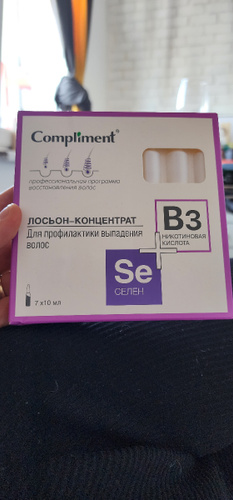 Compliment®
профессиональная программа
восстановления волос
ЛОСЬОН-КОНЦЕНТРАТ
Для профилактики выпадения
волос
B3
НИКОТИНОВАЯ
КИСЛОТА
Se
СЕЛЕН
7 x 10 мл